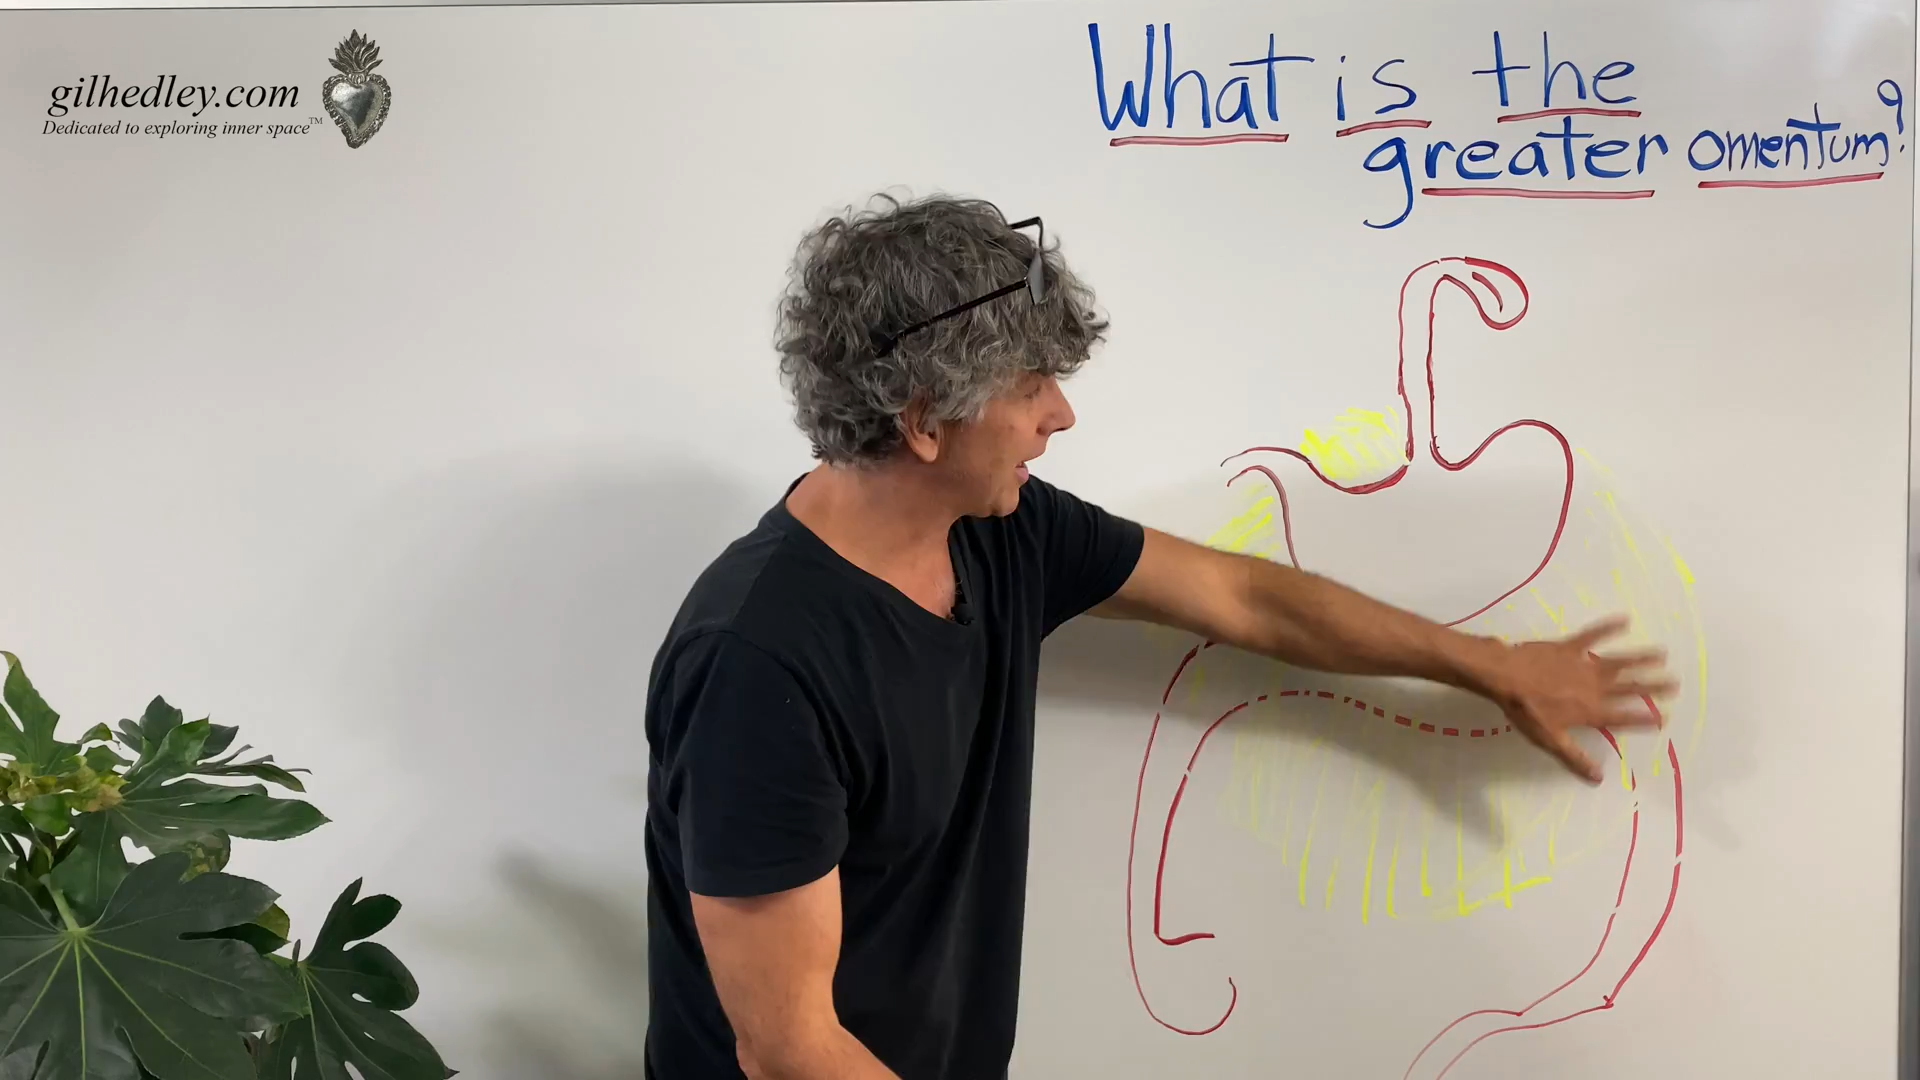 gilhedley.com
Dedicated to exploring inner space™
What is the
greater omentum?